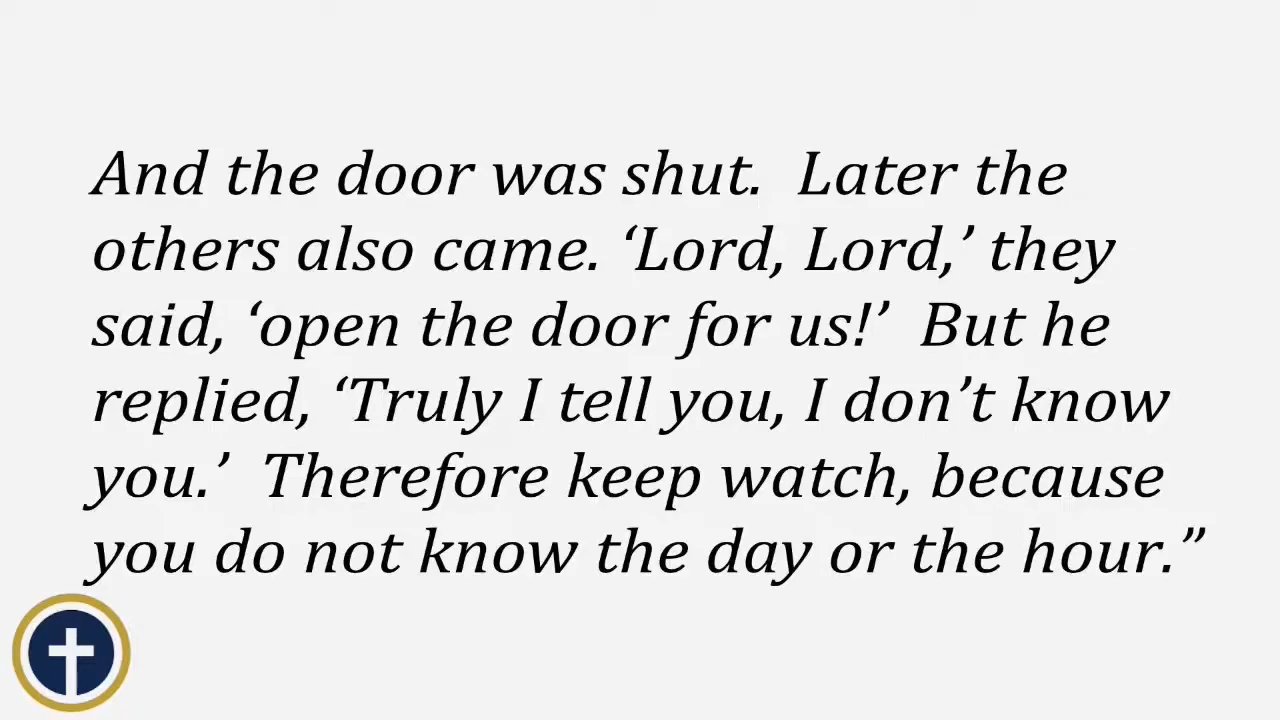 And the door was shut.  Later the
others also came. ‘Lord, Lord,’ they
said, ‘open the door for us!’  But he
replied, ‘Truly I tell you, I don’t know
you.’  Therefore keep watch, because
you do not know the day or the hour.”